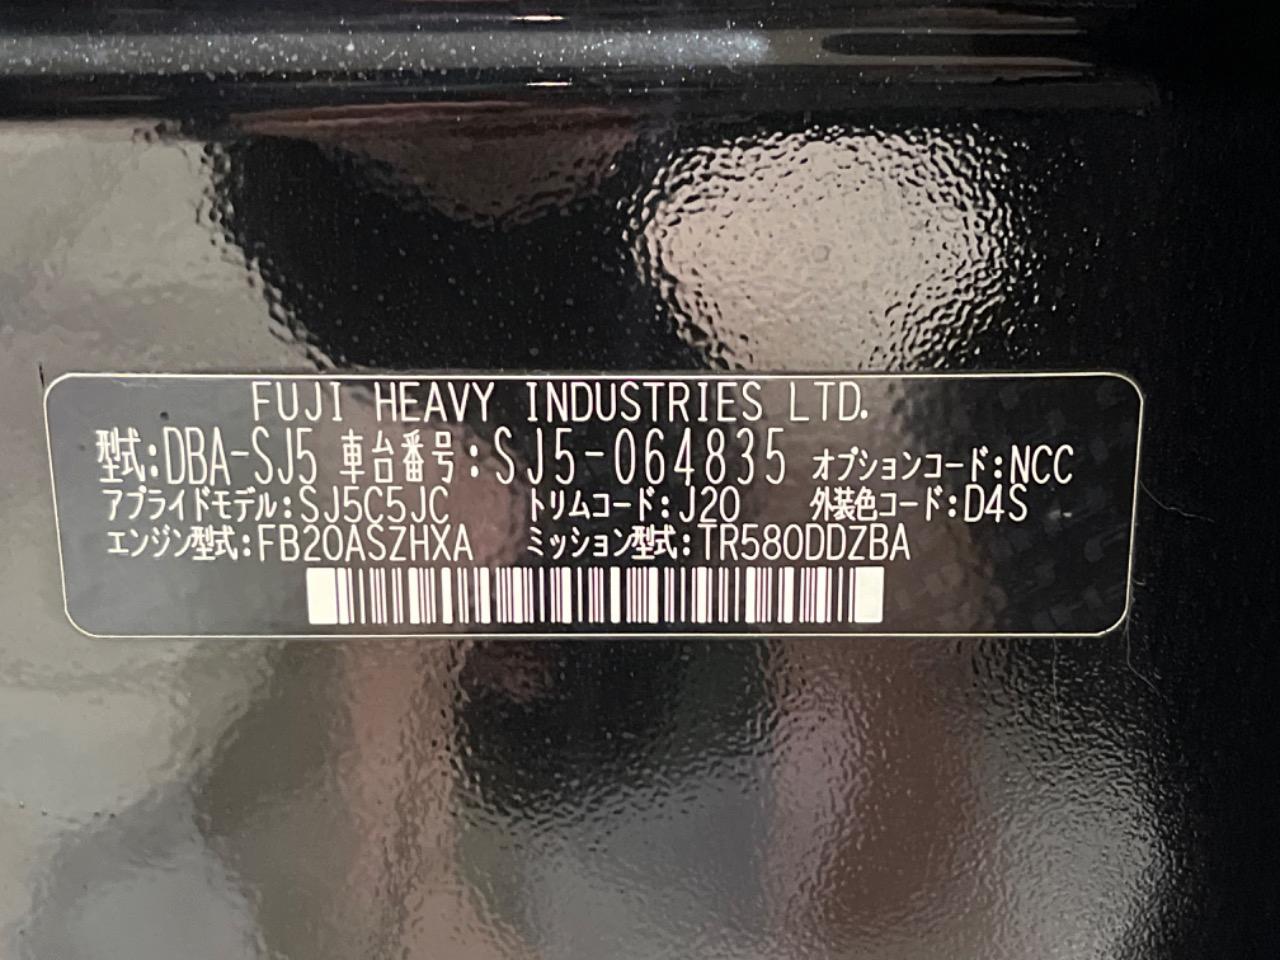 FUJI HEAVY INDUSTRIES LTD.
型式:DBA-SJ5 車台番号:SJ5-064835 オプションコード:NCC
アプライドモデル:SJ5C5JC トリムコード:J20 外装色コード:D4S
エンジン型式:FB20ASZHXA ミッション型式:TR580DDZBA